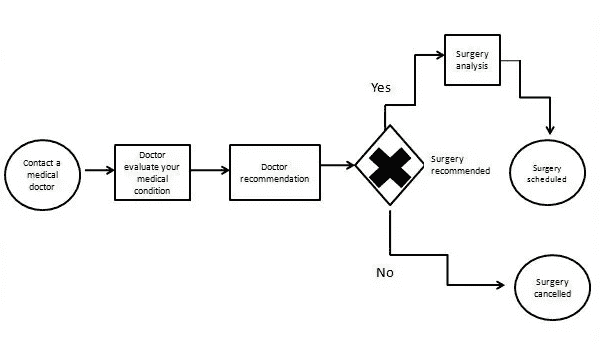 Contact a
medical
doctor
Doctor
evaluate your
medical
condition
Doctor
recommendation
Yes
Surgery
recommended
No
Surgery
analysis
Surgery
scheduled
Surgery
cancelled